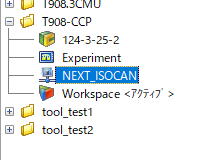 T908.3CMU
T908-CCP
124-3-25-2
Experiment
NEXT_ISOCAN
Workspace <ｱｸﾃｨﾌﾞ>
tool_test1
tool_test2